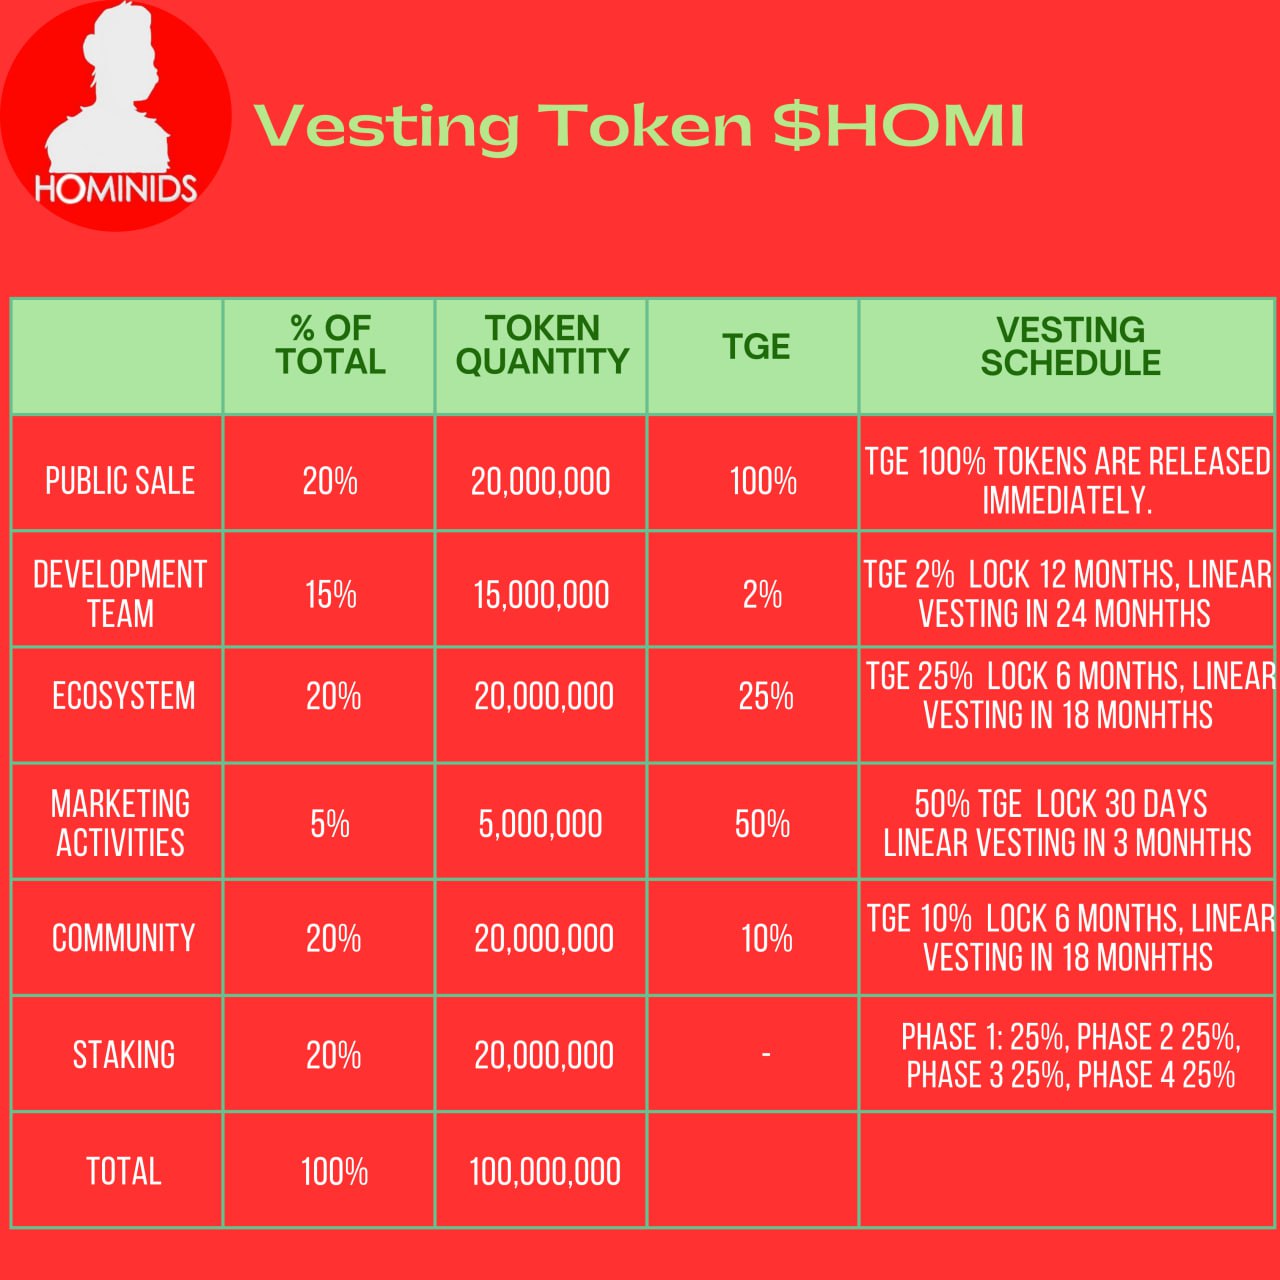 HOMINIDS
Vesting Token $HOMI
% OF
TOTAL
TOKEN
QUANTITY
TGE
VESTING
SCHEDULE
PUBLIC SALE
20%
20,000,000
100%
TGE 100% TOKENS ARE RELEASED
IMMEDIATELY.
DEVELOPMENT
TEAM
15%
15,000,000
2%
TGE 2% LOCK 12 MONTHS, LINEAR
VESTING IN 24 MONHTHS
ECOSYSTEM
20%
20,000,000
25%
TGE 25% LOCK 6 MONTHS, LINEAR
VESTING IN 18 MONHTHS
MARKETING
ACTIVITIES
5%
5,000,000
50%
50% TGE LOCK 30 DAYS
LINEAR VESTING IN 3 MONHTHS
COMMUNITY
20%
20,000,000
10%
TGE 10% LOCK 6 MONTHS, LINEAR
VESTING IN 18 MONHTHS
STAKING
20%
20,000,000
-
PHASE 1: 25%, PHASE 2 25%,
PHASE 3 25%, PHASE 4 25%
TOTAL
100%
100,000,000